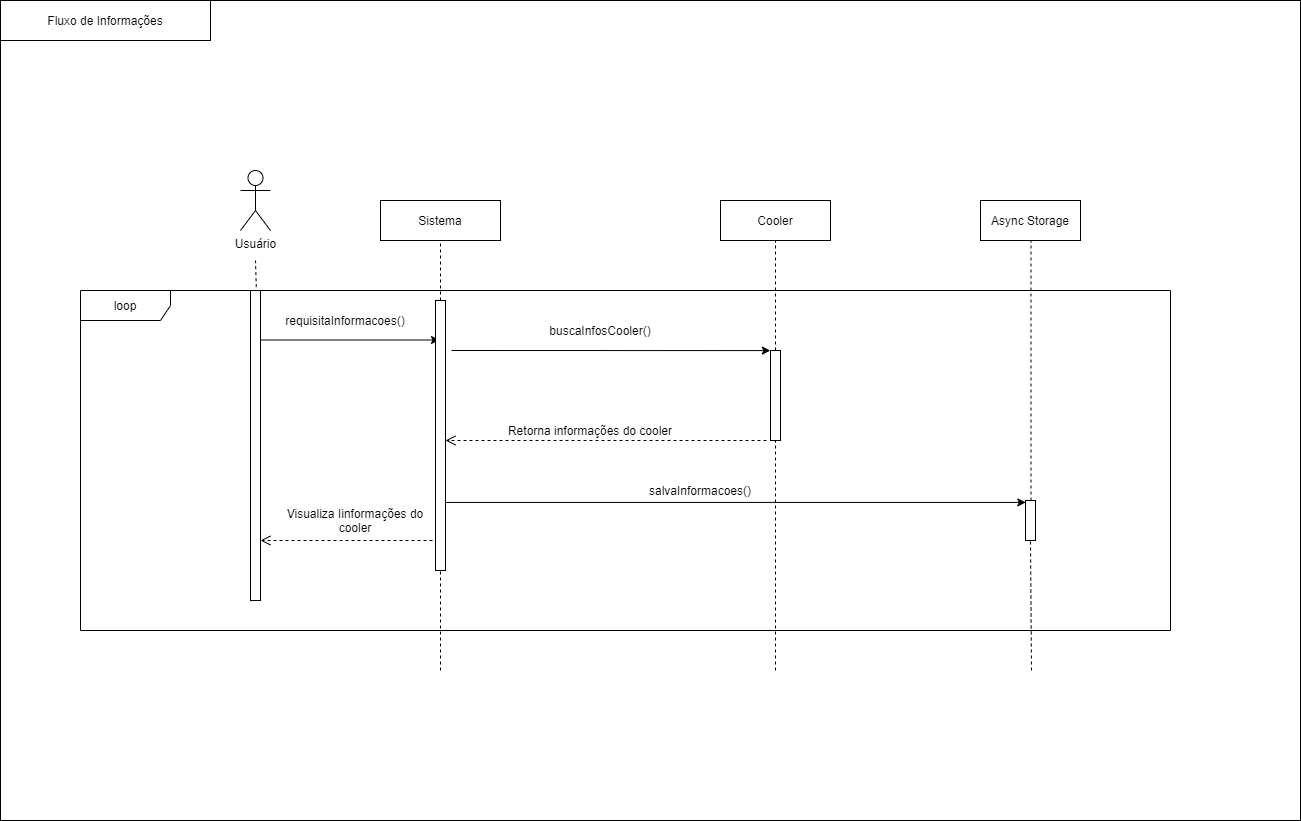 Fluxo de Informações
Usuário
Sistema
Cooler
Async Storage
loop
requisitaInformacoes()
buscaInfosCooler()
Retorna informações do cooler
salvaInformacoes()
Visualiza Iinformações do
cooler